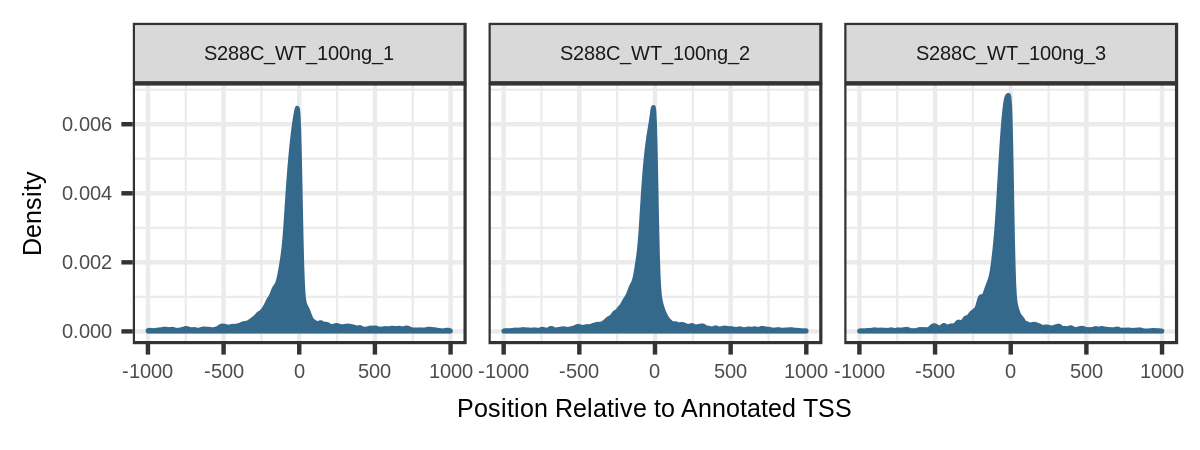 S288C_WT_100ng_1 S288C_WT_100ng_2 S288C_WT_100ng_3
Density
0.006
0.004
0.002
0.000
-1000 -500 0 500 1000 -1000 -500 0 500 1000 -1000 -500 0 500 1000
Position Relative to Annotated TSS